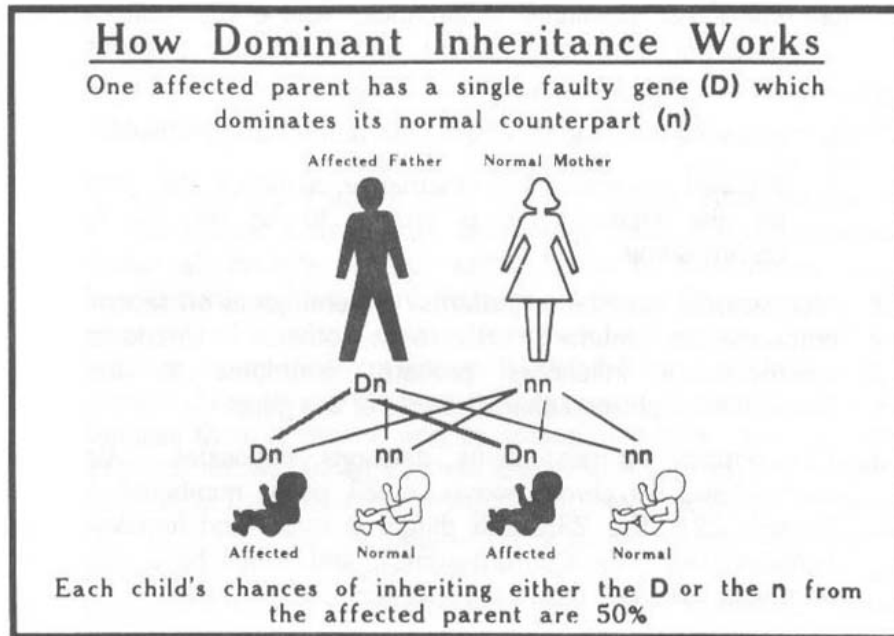 How Dominant Inheritance Works
One affected parent has a single faulty gene (D) which
dominates its normal counterpart (n)
Affected Father Normal Mother
Dn nn
Dn nn Dn nn
Affected Normal Affected Normal
Each child's chances of inheriting either the D or the n from
the affected parent are 50%